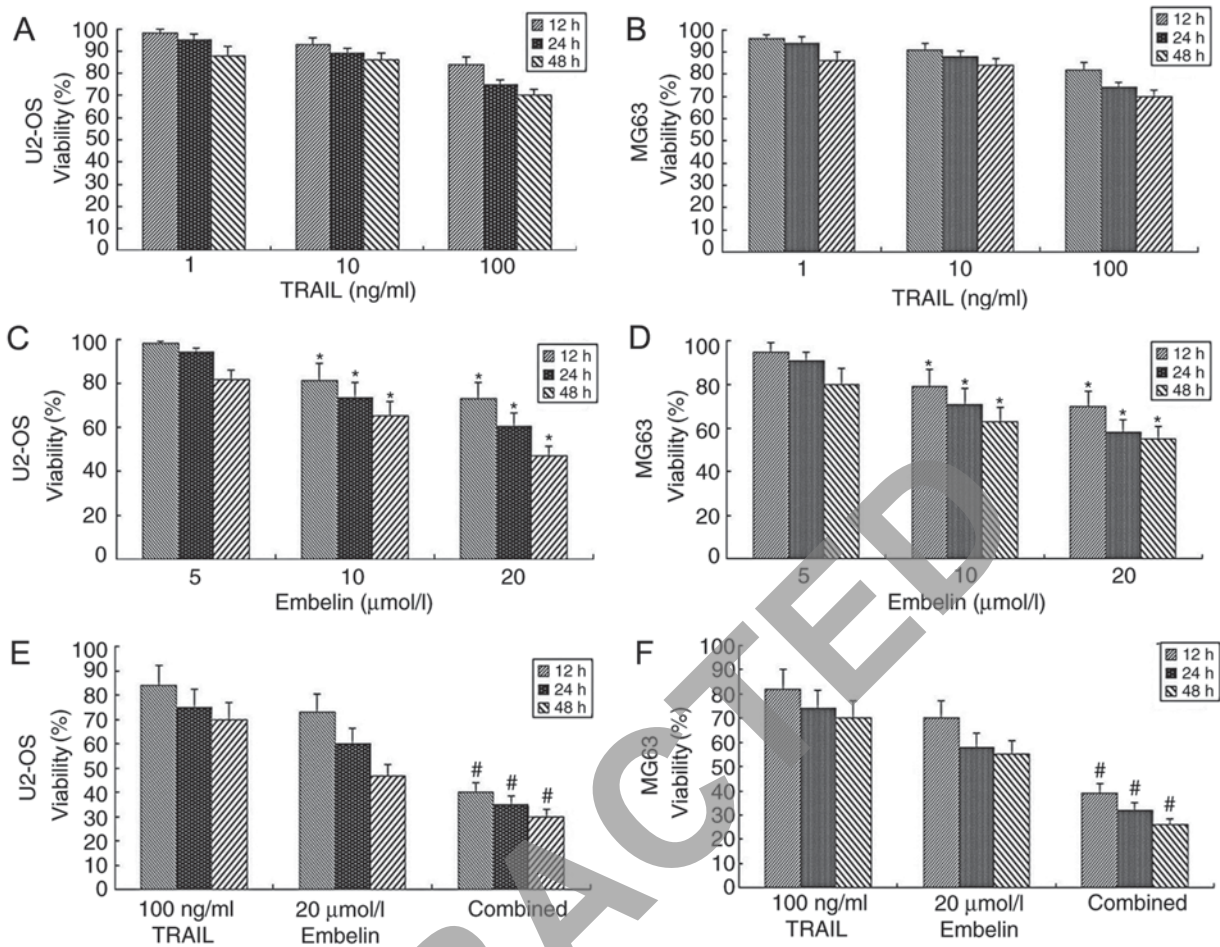 A
U2-OS
Viability (%)
100
90
80
70
60
50
40
30
20
10
0
12 h
24 h
48 h
1
10
100
TRAIL (ng/ml)
B
MG63
Viability (%)
100
90
80
70
60
50
40
30
20
10
0
12 h
24 h
48 h
1
10
100
TRAIL (ng/ml)
C
U2-OS
Viability (%)
100
80
60
40
20
0
* * *
* * *
12 h
24 h
48 h
5
10
20
Embelin (μmol/l)
D
MG63
Viability (%)
100
80
60
40
20
0
* * *
* * *
12 h
24 h
48 h
5
10
20
Embelin (μmol/l)
E
U2-OS
Viability (%)
100
90
80
70
60
50
40
30
20
10
0
# # #
12 h
24 h
48 h
100 ng/ml
TRAIL
20 μmol/l
Embelin
Combined
F
MG63
Viability (%)
100
90
80
70
60
50
40
30
20
10
0
# # #
12 h
24 h
48 h
100 ng/ml
TRAIL
20 μmol/l
Embelin
Combined
RACTED